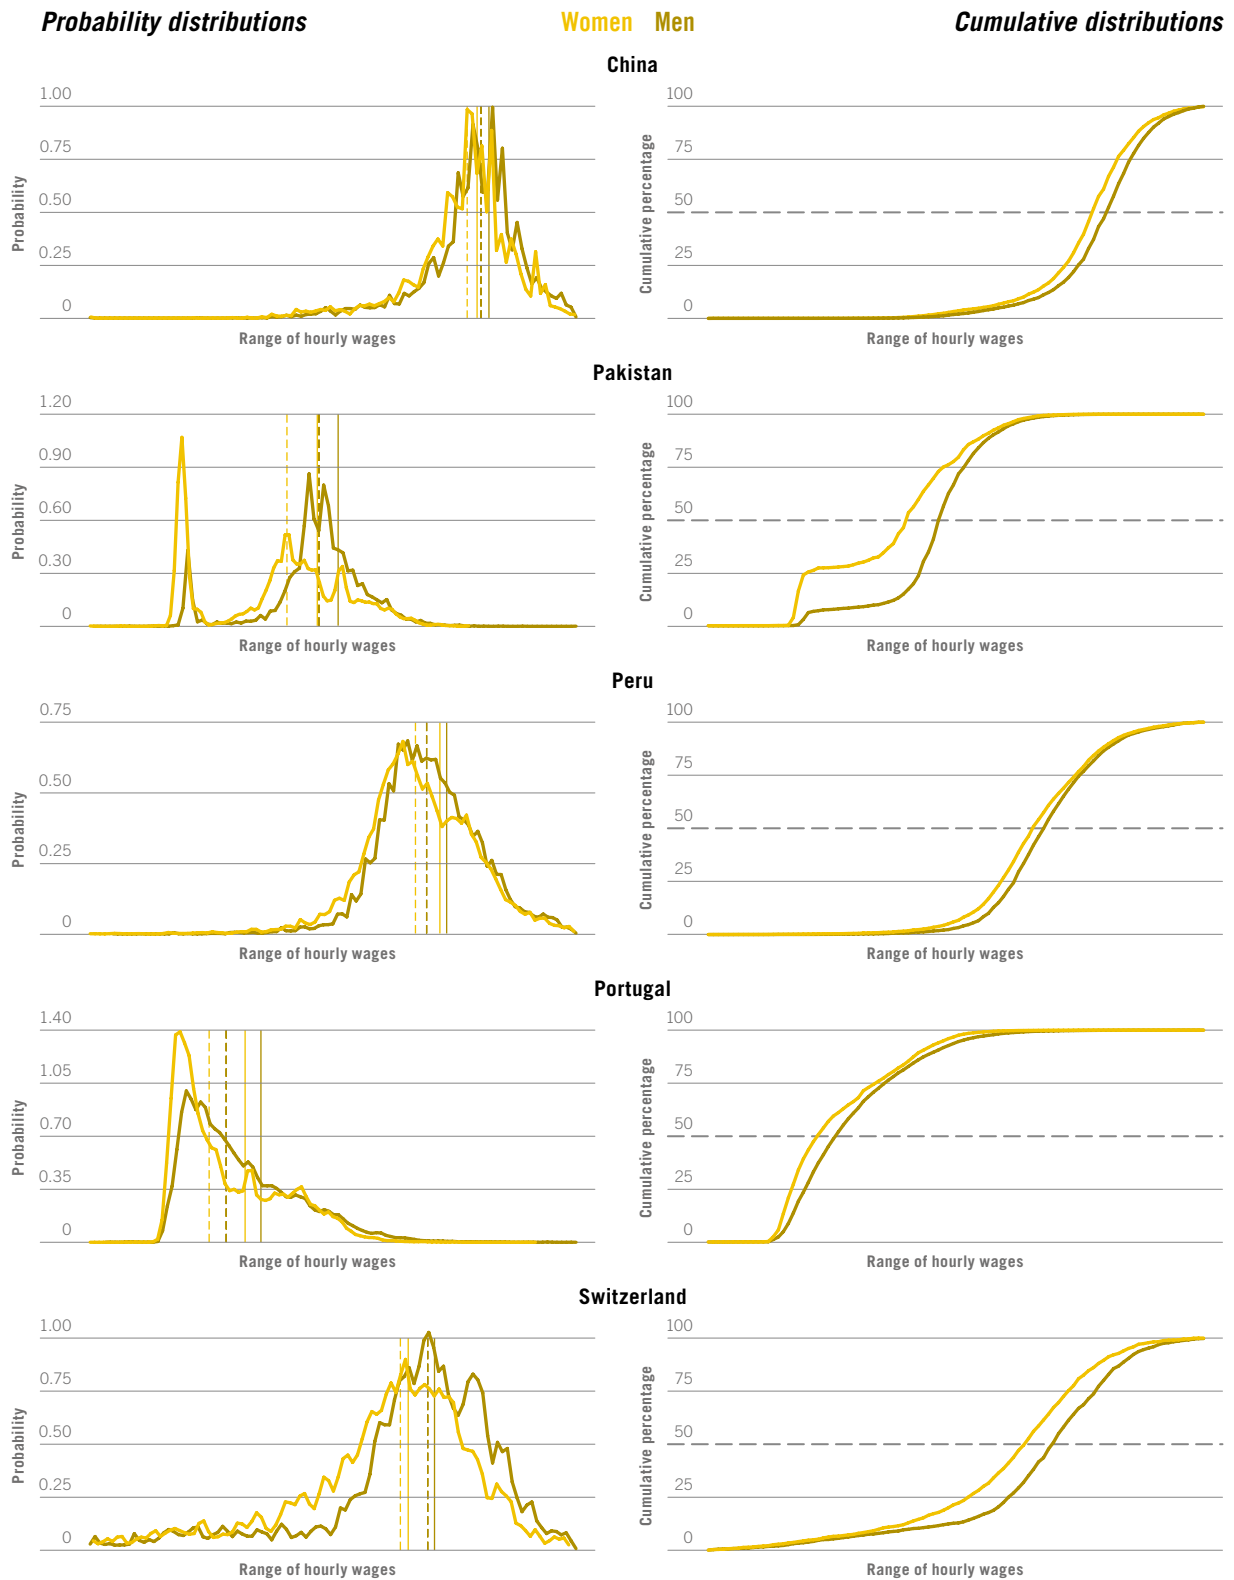 Probability distributions
Women Men
Cumulative distributions
China
Probability
1.00
0.75
0.50
0.25
0
Range of hourly wages
Cumulative percentage
100
75
50
25
0
Range of hourly wages
Pakistan
Probability
1.20
0.90
0.60
0.30
0
Range of hourly wages
Cumulative percentage
100
75
50
25
0
Range of hourly wages
Peru
Probability
0.75
0.50
0.25
0
Range of hourly wages
Cumulative percentage
100
75
50
25
0
Range of hourly wages
Portugal
Probability
1.40
1.05
0.70
0.35
0
Range of hourly wages
Cumulative percentage
100
75
50
25
0
Range of hourly wages
Switzerland
Probability
1.00
0.75
0.50
0.25
0
Range of hourly wages
Cumulative percentage
100
75
50
25
0
Range of hourly wages